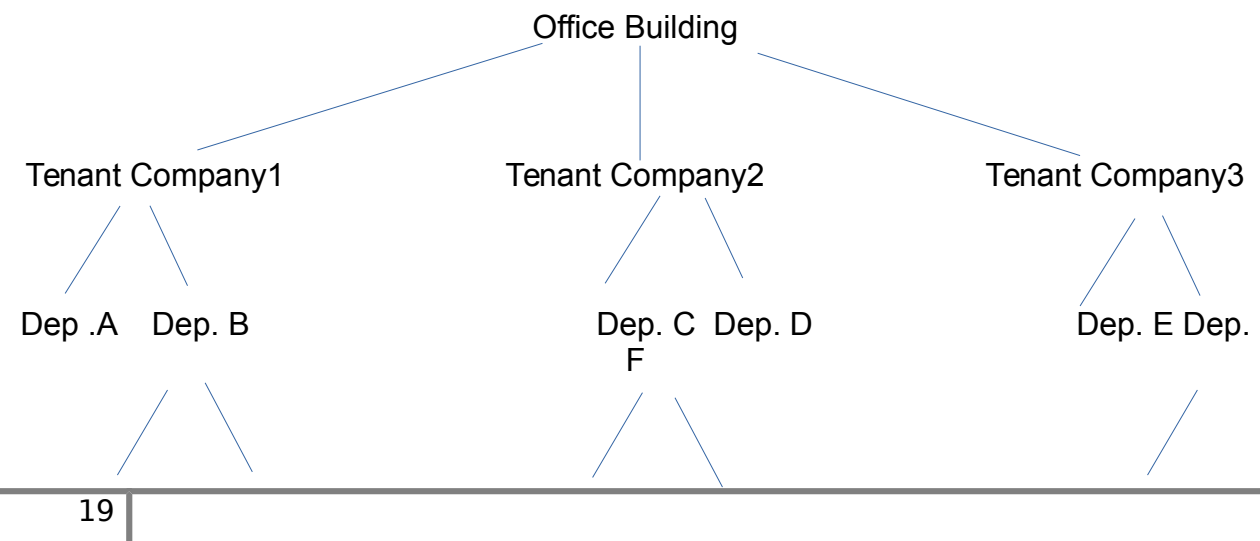 Office Building
Tenant Company1 Tenant Company2 Tenant Company3
Dep .A Dep. B Dep. C Dep. D Dep. E Dep.
F
19